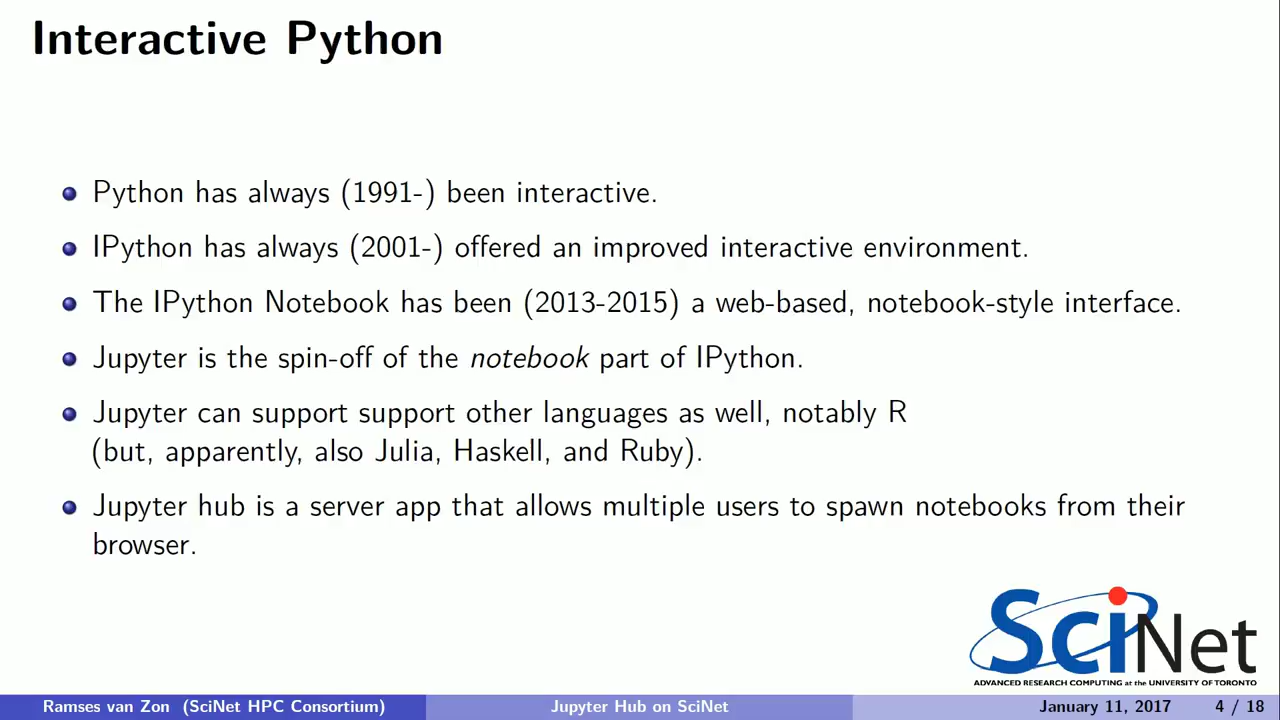 Interactive Python
Python has always (1991-) been interactive.
IPython has always (2001-) offered an improved interactive environment.
The IPython Notebook has been (2013-2015) a web-based, notebook-style interface.
Jupyter is the spin-off of the notebook part of IPython.
Jupyter can support support other languages as well, notably R
(but, apparently, also Julia, Haskell, and Ruby).
Jupyter hub is a server app that allows multiple users to spawn notebooks from their
browser.
SciNet
ADVANCED RESEARCH COMPUTING at the UNIVERSITY OF TORONTO
Ramses van Zon (SciNet HPC Consortium) Jupyter Hub on SciNet January 11, 2017 4 / 18